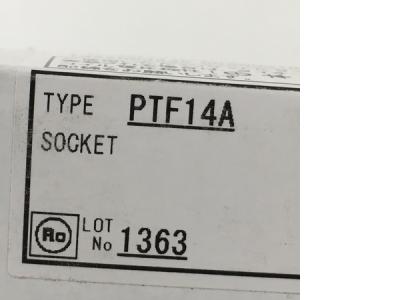 TYPE PTF14A
SOCKET
Ro LOT No 1363